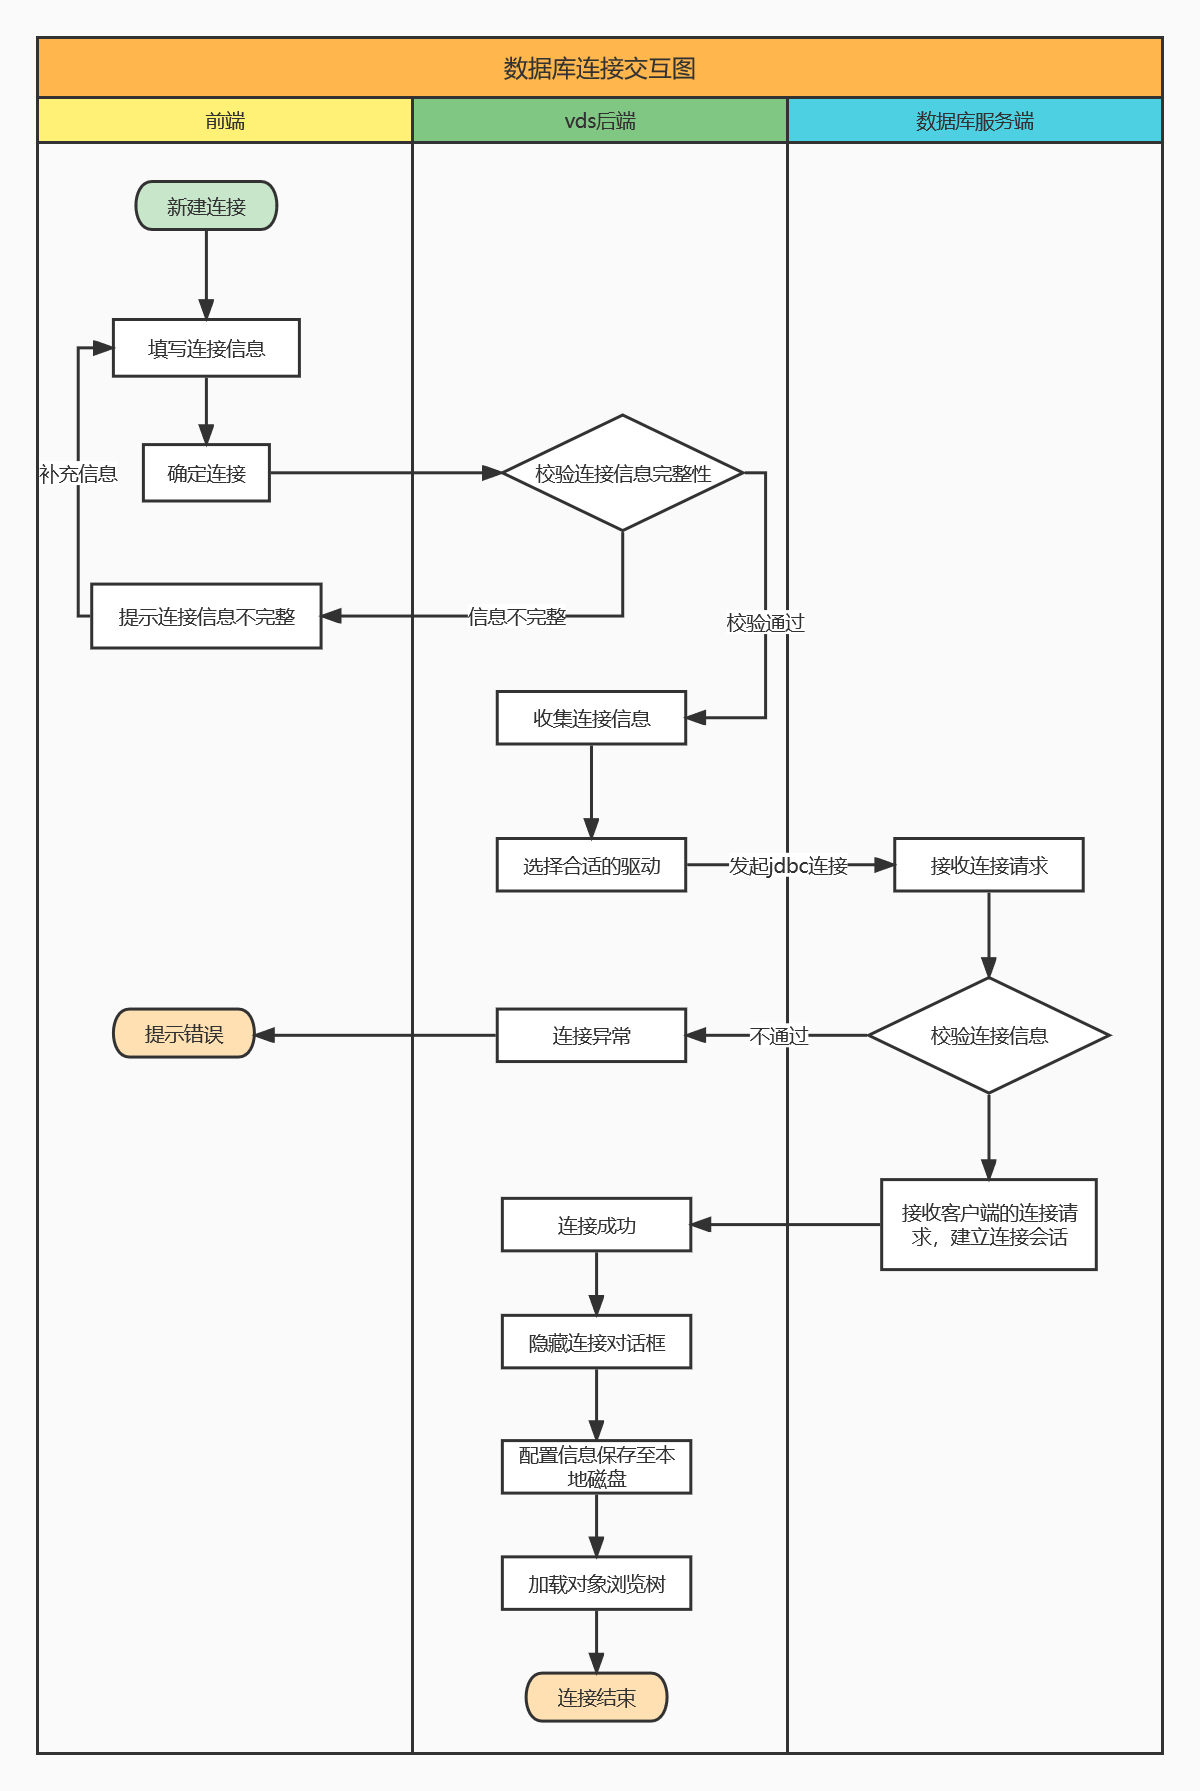 数据库连接交互图
前端
vds后端
数据库服务端
新建连接
填写连接信息
补充信息
确定连接
校验连接信息完整性
提示连接信息不完整
信息不完整
校验通过
收集连接信息
选择合适的驱动
发起jdbc连接
接收连接请求
提示错误
连接异常
不通过
校验连接信息
连接成功
接收客户端的连接请
求，建立连接会话
隐藏连接对话框
配置信息保存至本
地磁盘
加载对象浏览树
连接结束